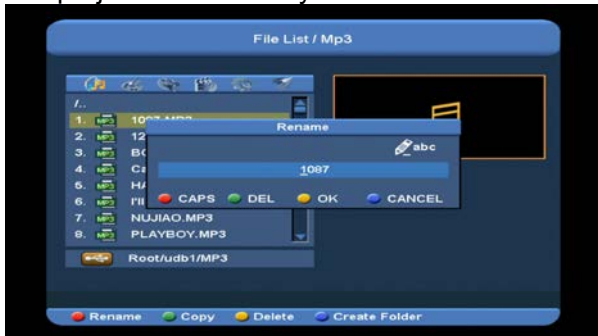 File List / Mp3
/..
Rename
1. MP3 1087.MP3
2. MP3 12
abc
3. MP3
4. MP3 Ca
1087
5. MP3
6. MP3
CAPS DEL OK CANCEL
7. MP3 NUJIAO.MP3
8. MP3 PLAYBOY.MP3
Root/udb1/MP3
Rename Copy Delete Create Folder